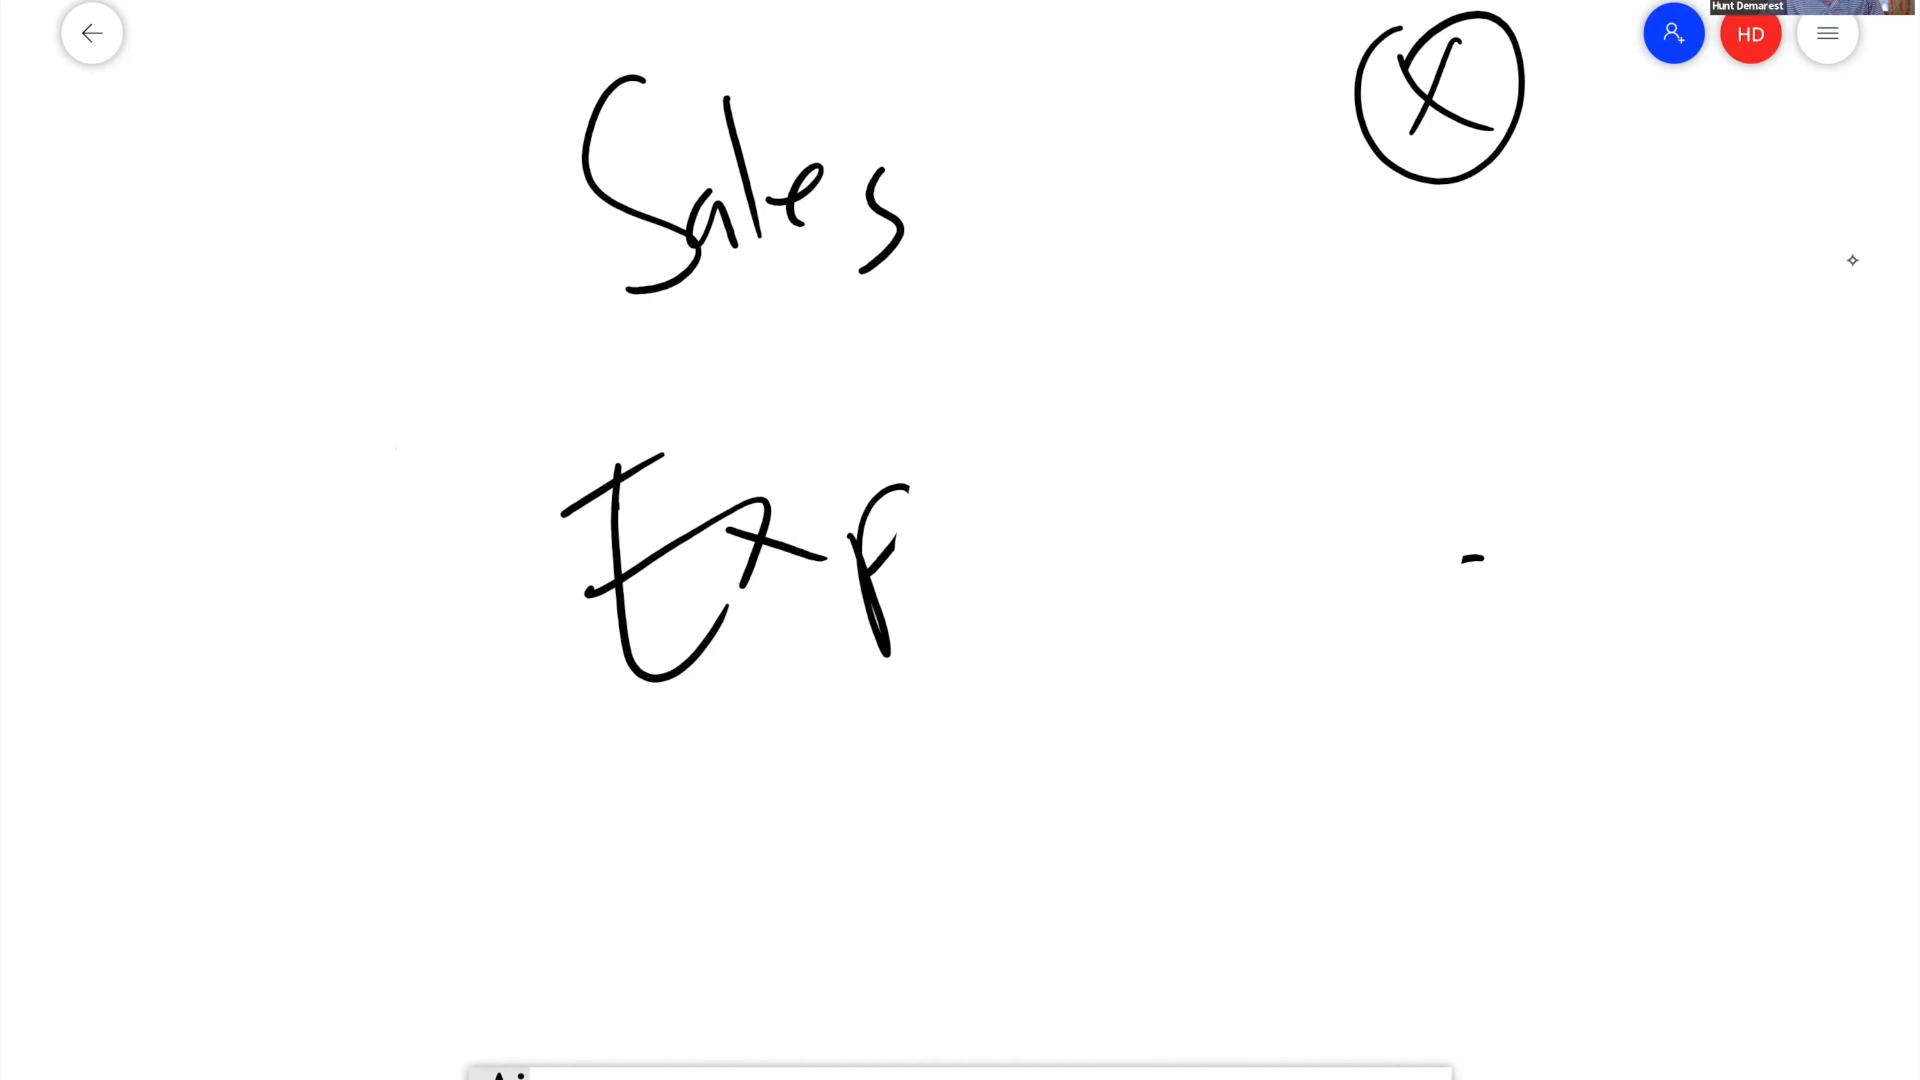 Hunt Demarest
HD
X
Sales
Exp
-